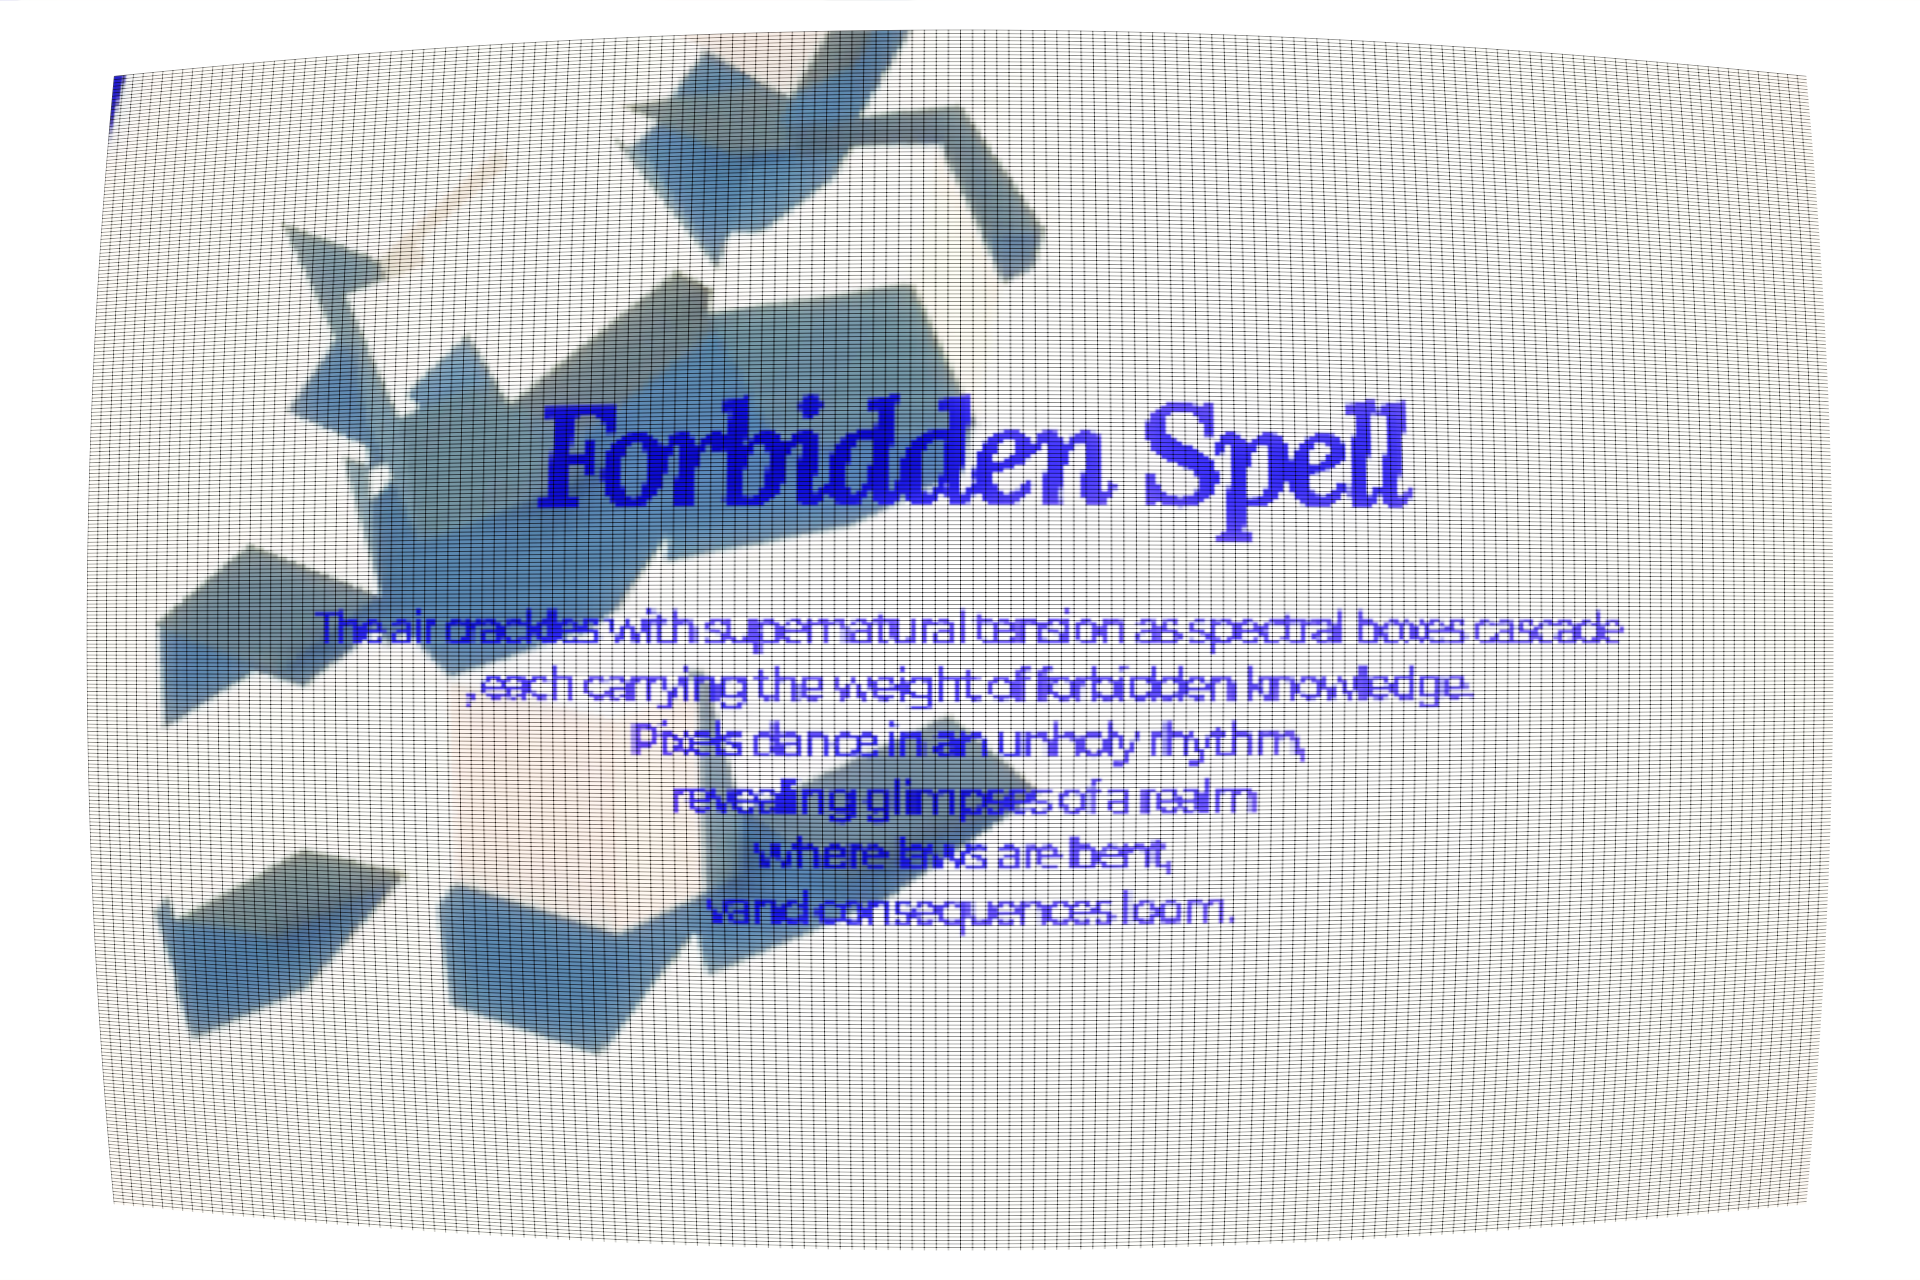 Forbidden Spell
The air crackles with supernatural tension as spectral boxes cascade
, each carrying the weight of forbidden knowledge.
Pixels dance in an unholy rhythm,
revealing glimpses of a realm
where laws are bent,
and consequences loom.